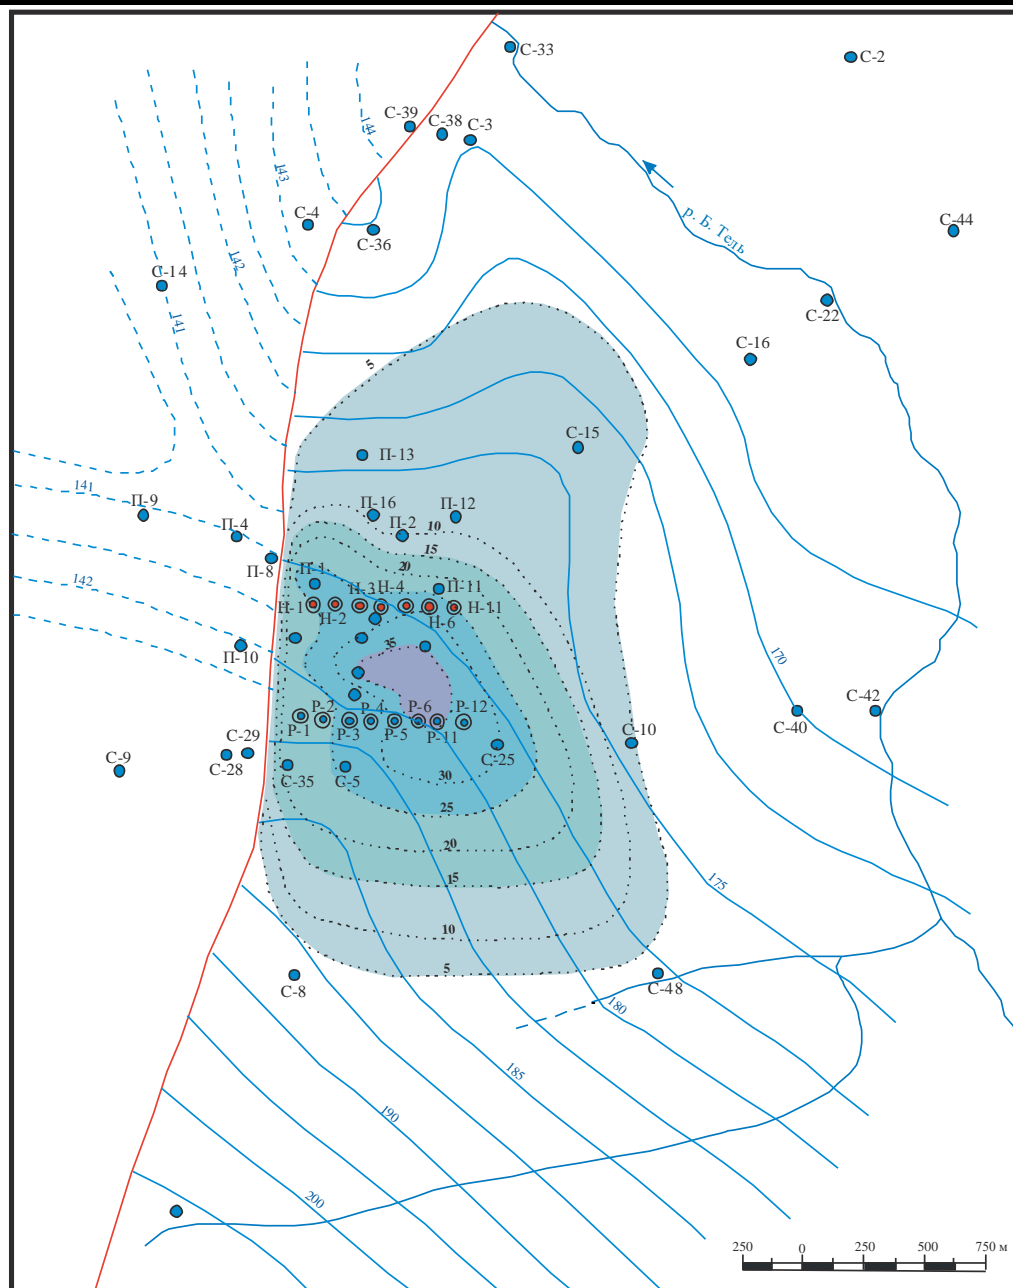 С-33
С-2
С-39
С-38
С-3
144
143
С-4
С-36
р. Б. Тель
С-44
142
С-14
С-22
141
С-16
5
С-15
П-13
141
П-9
П-16
П-12
П-4
П-2
10
15
П-8
20
П-1
П-11
142
Н-3
Н-4
Н-1
Н-2
Н-6
Н-11
П-10
35
170
Р-2
Р-4
Р-6
Р-12
Р-1
Р-3
Р-5
Р-11
С-10
С-42
С-40
С-29
С-9
С-28
С-35
С-5
С-25
30
25
20
15
175
10
5
С-8
С-48
180
185
190
200
250
0
250
500
750 м